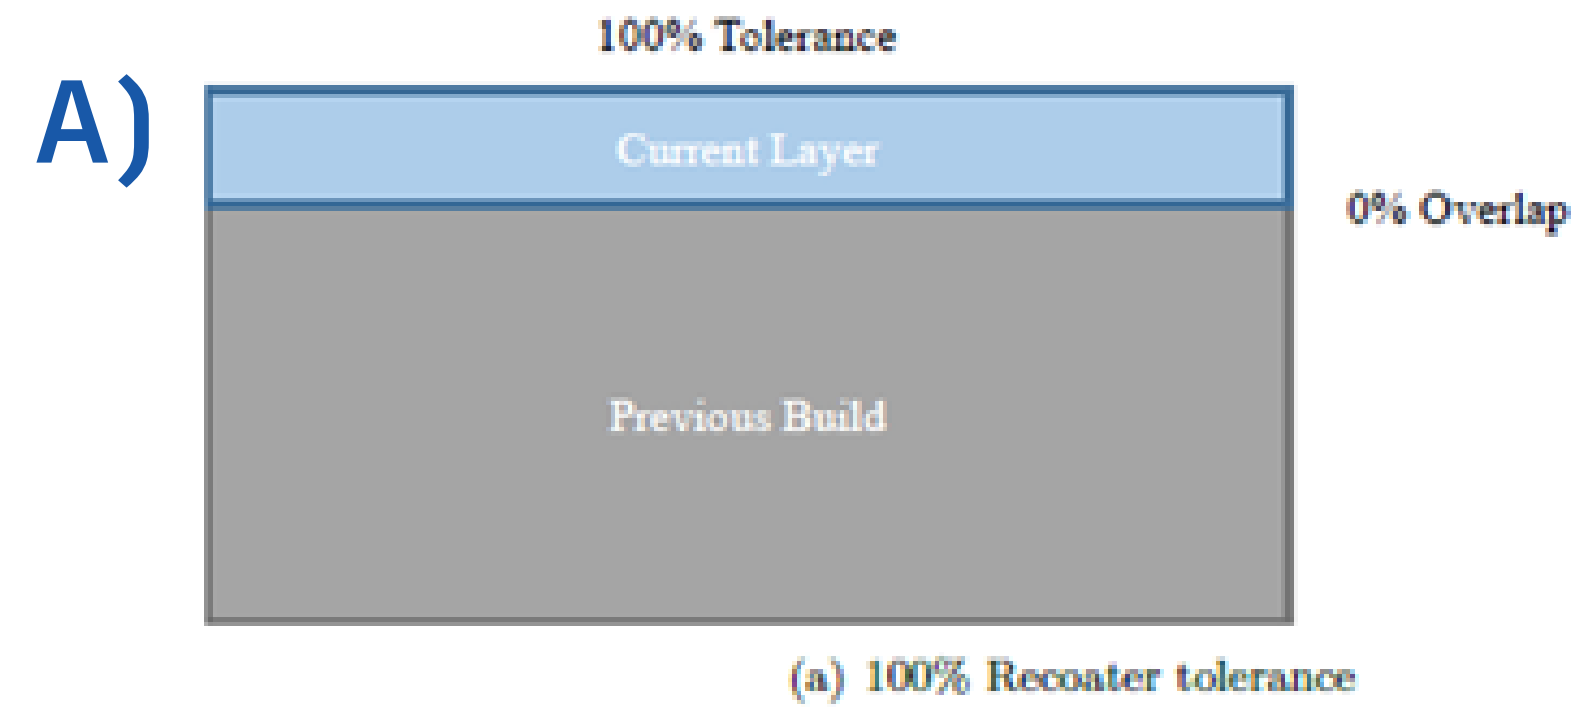 100% Tolerance
A)
Current Layer
0% Overlap
Previous Build
(a) 100% Recoater tolerance